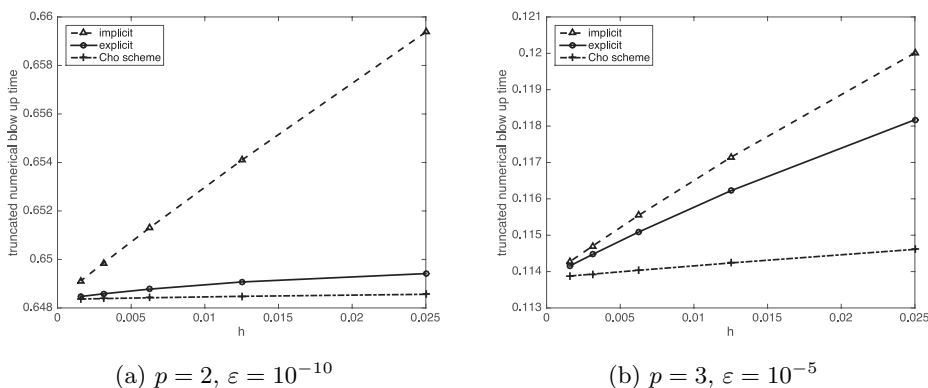 0.66
0.658
0.656
0.654
0.652
0.65
0.648
truncated numerical blow up time
implicit
explicit
Cho scheme
0 0.005 0.01 0.015 0.02 0.025
h
(a) p = 2, ε = 10⁻¹⁰
0.121
0.12
0.119
0.118
0.117
0.116
0.115
0.114
0.113
truncated numerical blow up time
implicit
explicit
Cho scheme
0 0.005 0.01 0.015 0.02 0.025
h
(b) p = 3, ε = 10⁻⁵